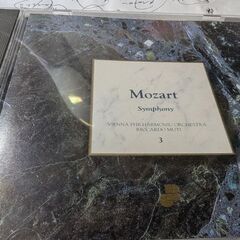 Mozart
Symphony
VIENNA PHILHARMONIC ORCHESTRA
RICCARDO MUTI
3